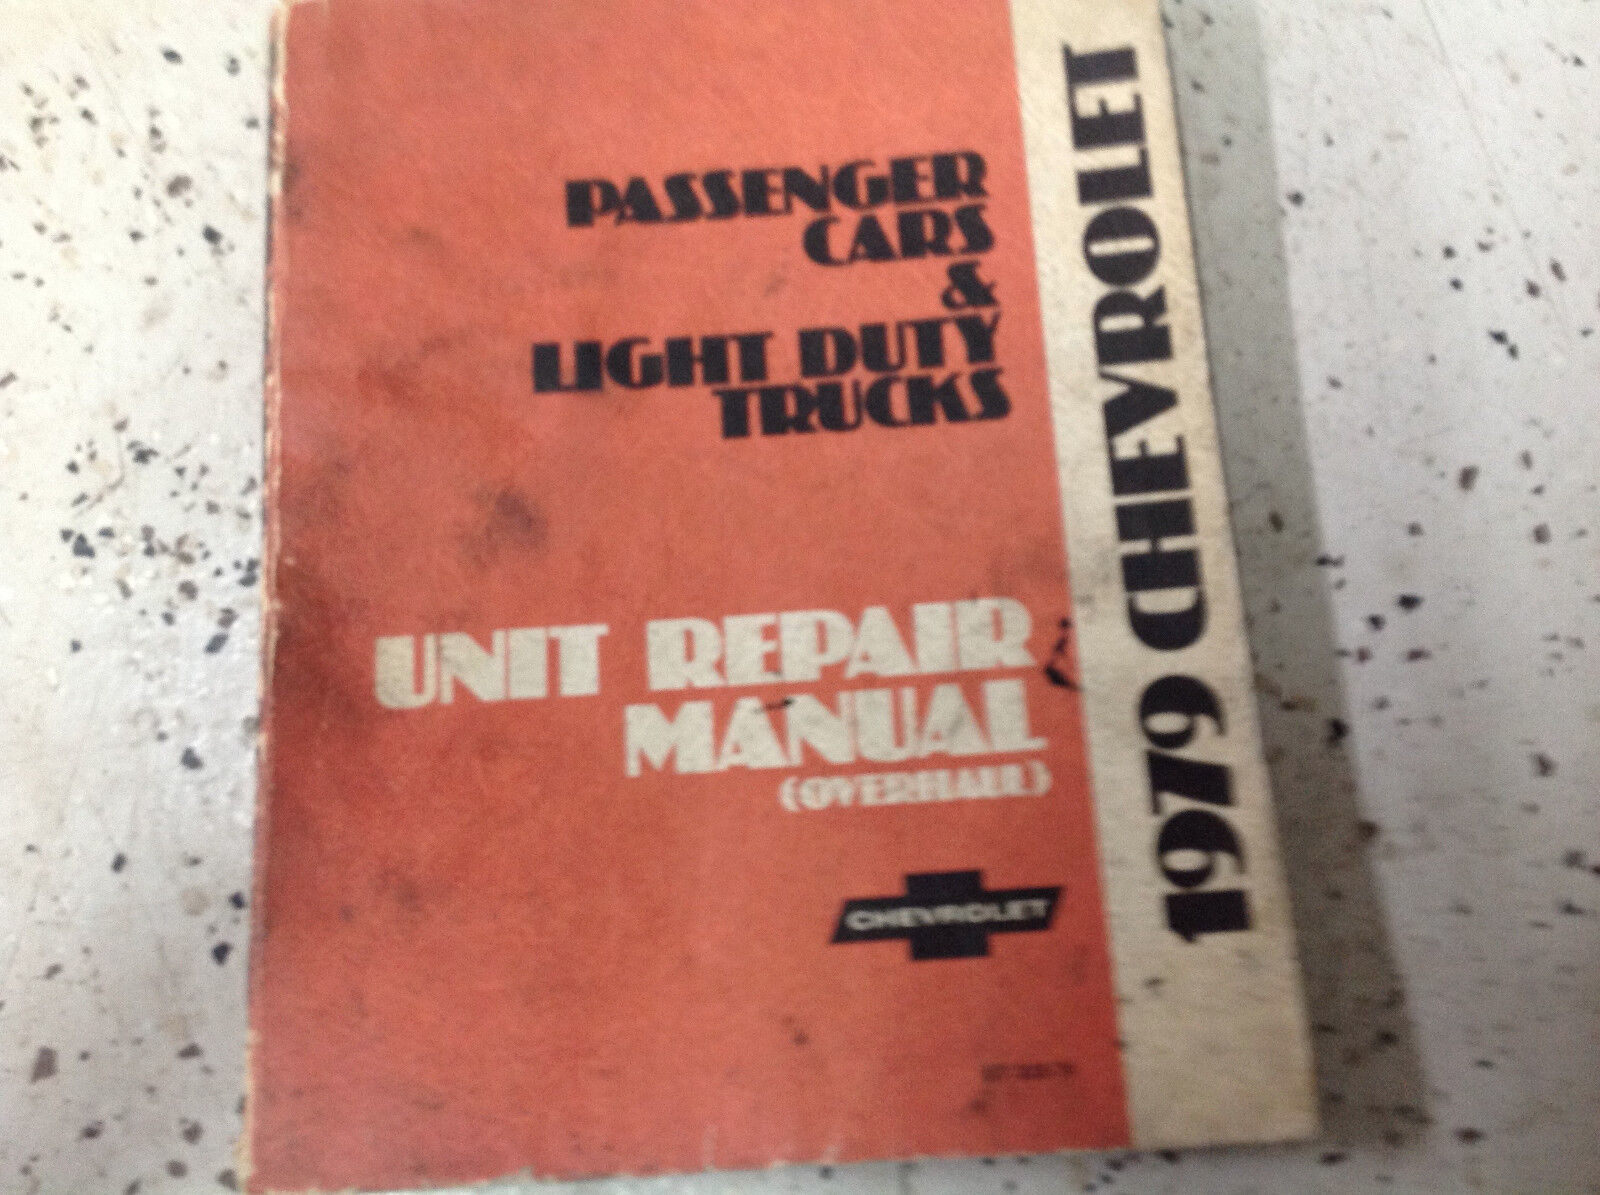 PASSENGER
CARS
&
LIGHT DUTY
TRUCKS
UNIT REPAIR
MANUAL
(OVERHAUL)
CHEVROLET
1979 CHEVROLET